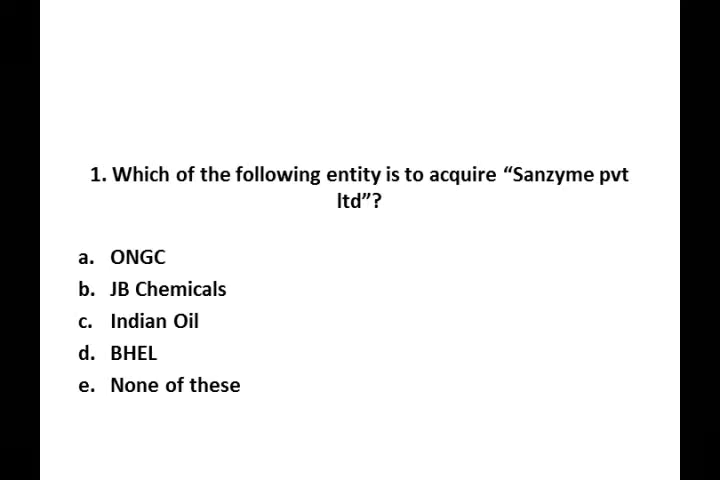 1. Which of the following entity is to acquire “Sanzyme pvt
ltd”?
a. ONGC
b. JB Chemicals
c. Indian Oil
d. BHEL
e. None of these